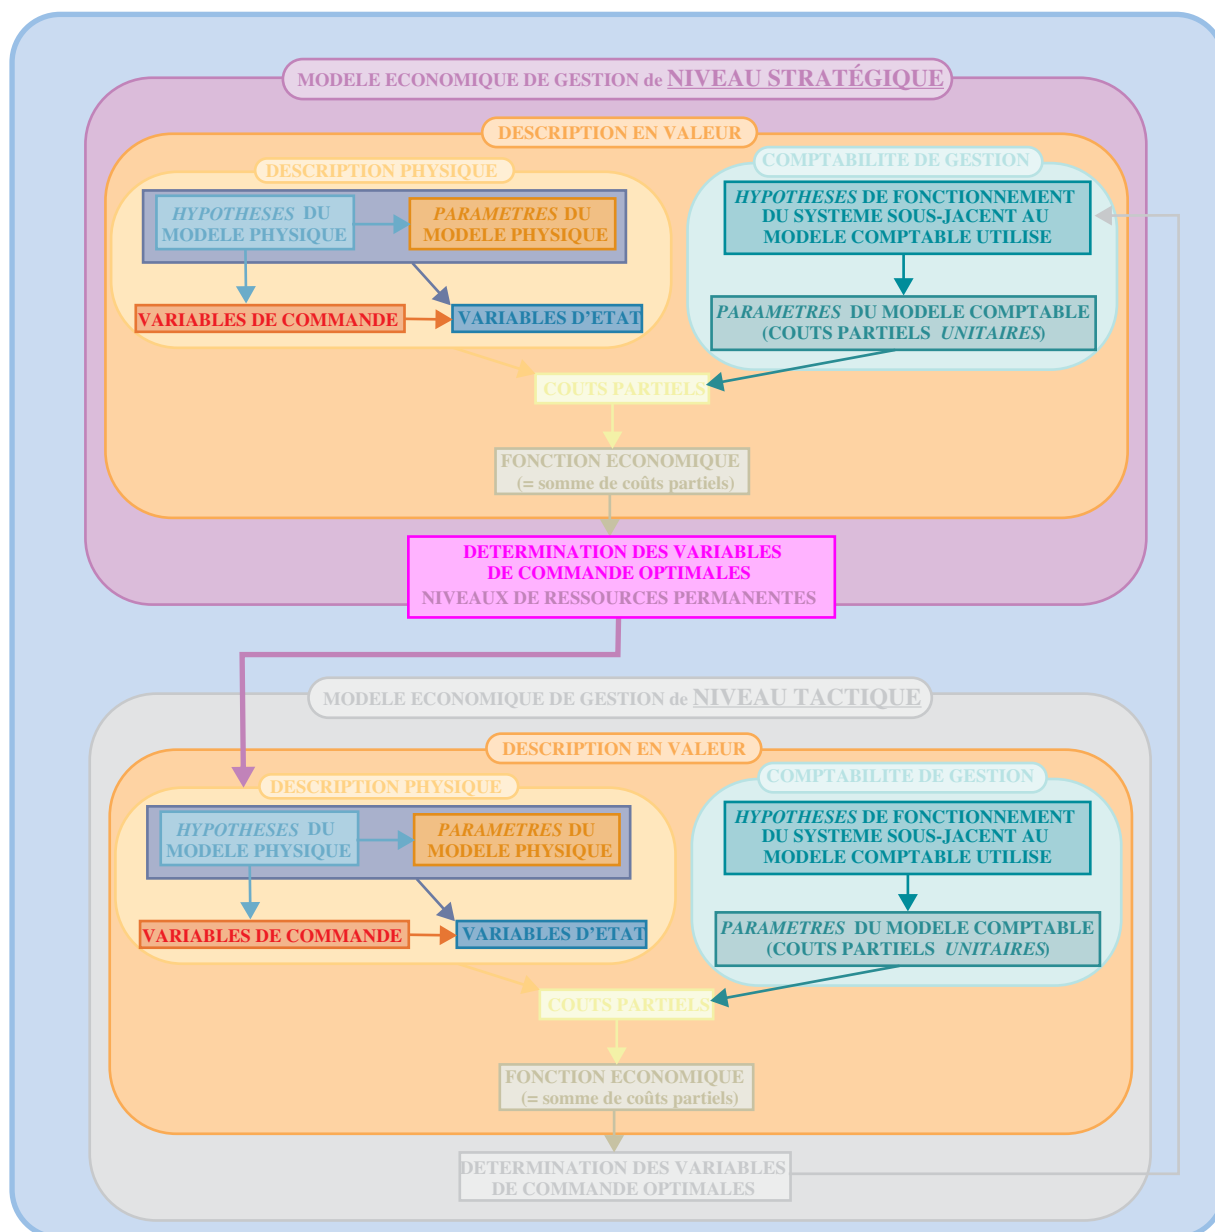 MODELE ECONOMIQUE DE GESTION de NIVEAU STRATÉGIQUE
DESCRIPTION EN VALEUR
DESCRIPTION PHYSIQUE
HYPOTHESES DU
MODELE PHYSIQUE
PARAMETRES DU
MODELE PHYSIQUE
VARIABLES DE COMMANDE
VARIABLES D'ETAT
COMPTABILITE DE GESTION
HYPOTHESES DE FONCTIONNEMENT
DU SYSTEME SOUS-JACENT AU
MODELE COMPTABLE UTILISE
PARAMETRES DU MODELE COMPTABLE
(COUTS PARTIELS UNITAIRES)
COUTS PARTIELS
FONCTION ECONOMIQUE
(= somme de coûts partiels)
DETERMINATION DES VARIABLES
DE COMMANDE OPTIMALES
NIVEAUX DE RESSOURCES PERMANENTES
MODELE ECONOMIQUE DE GESTION de NIVEAU TACTIQUE
DESCRIPTION EN VALEUR
DESCRIPTION PHYSIQUE
HYPOTHESES DU
MODELE PHYSIQUE
PARAMETRES DU
MODELE PHYSIQUE
VARIABLES DE COMMANDE
VARIABLES D'ETAT
COMPTABILITE DE GESTION
HYPOTHESES DE FONCTIONNEMENT
DU SYSTEME SOUS-JACENT AU
MODELE COMPTABLE UTILISE
PARAMETRES DU MODELE COMPTABLE
(COUTS PARTIELS UNITAIRES)
COUTS PARTIELS
FONCTION ECONOMIQUE
(= somme de coûts partiels)
DETERMINATION DES VARIABLES
DE COMMANDE OPTIMALES